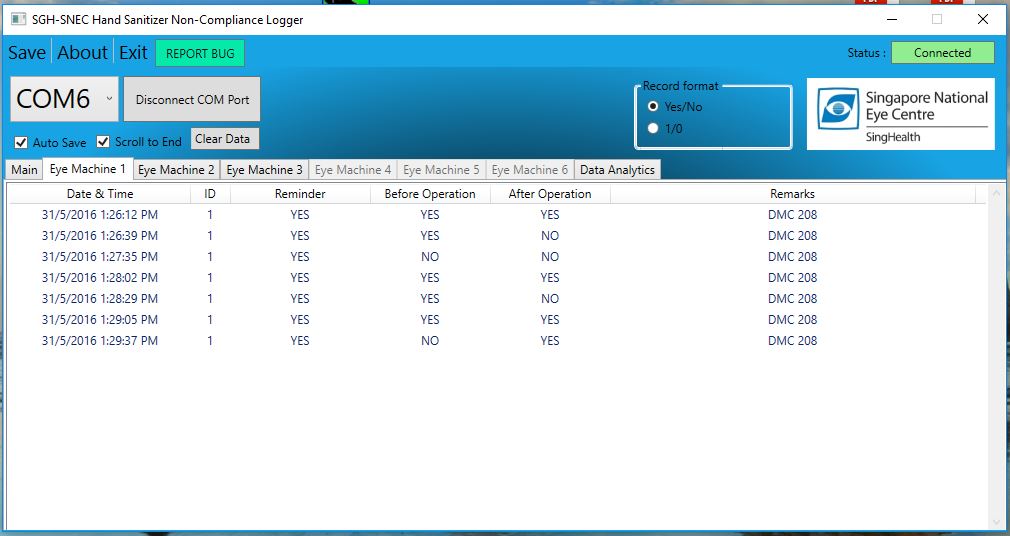 SGH-SNEC Hand Sanitizer Non-Compliance Logger
Save About Exit REPORT BUG Status : Connected
COM6 Disconnect COM Port
Record format
Yes/No
1/0
Singapore National
Eye Centre
SingHealth
Auto Save Scroll to End Clear Data
Main Eye Machine 1 Eye Machine 2 Eye Machine 3 Eye Machine 4 Eye Machine 5 Eye Machine 6 Data Analytics
Date & Time ID Reminder Before Operation After Operation Remarks
31/5/2016 1:26:12 PM 1 YES YES YES DMC 208
31/5/2016 1:26:39 PM 1 YES YES NO DMC 208
31/5/2016 1:27:35 PM 1 YES NO NO DMC 208
31/5/2016 1:28:02 PM 1 YES YES YES DMC 208
31/5/2016 1:28:29 PM 1 YES YES NO DMC 208
31/5/2016 1:29:05 PM 1 YES YES YES DMC 208
31/5/2016 1:29:37 PM 1 YES NO YES DMC 208